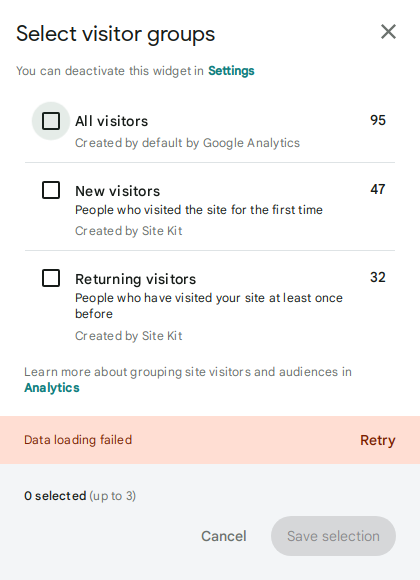 Select visitor groups
You can deactivate this widget in Settings
All visitors 95
Created by default by Google Analytics
New visitors 47
People who visited the site for the first time
Created by Site Kit
Returning visitors 32
People who have visited your site at least once
before
Created by Site Kit
Learn more about grouping site visitors and audiences in
Analytics
Data loading failed Retry
0 selected (up to 3)
Cancel Save selection